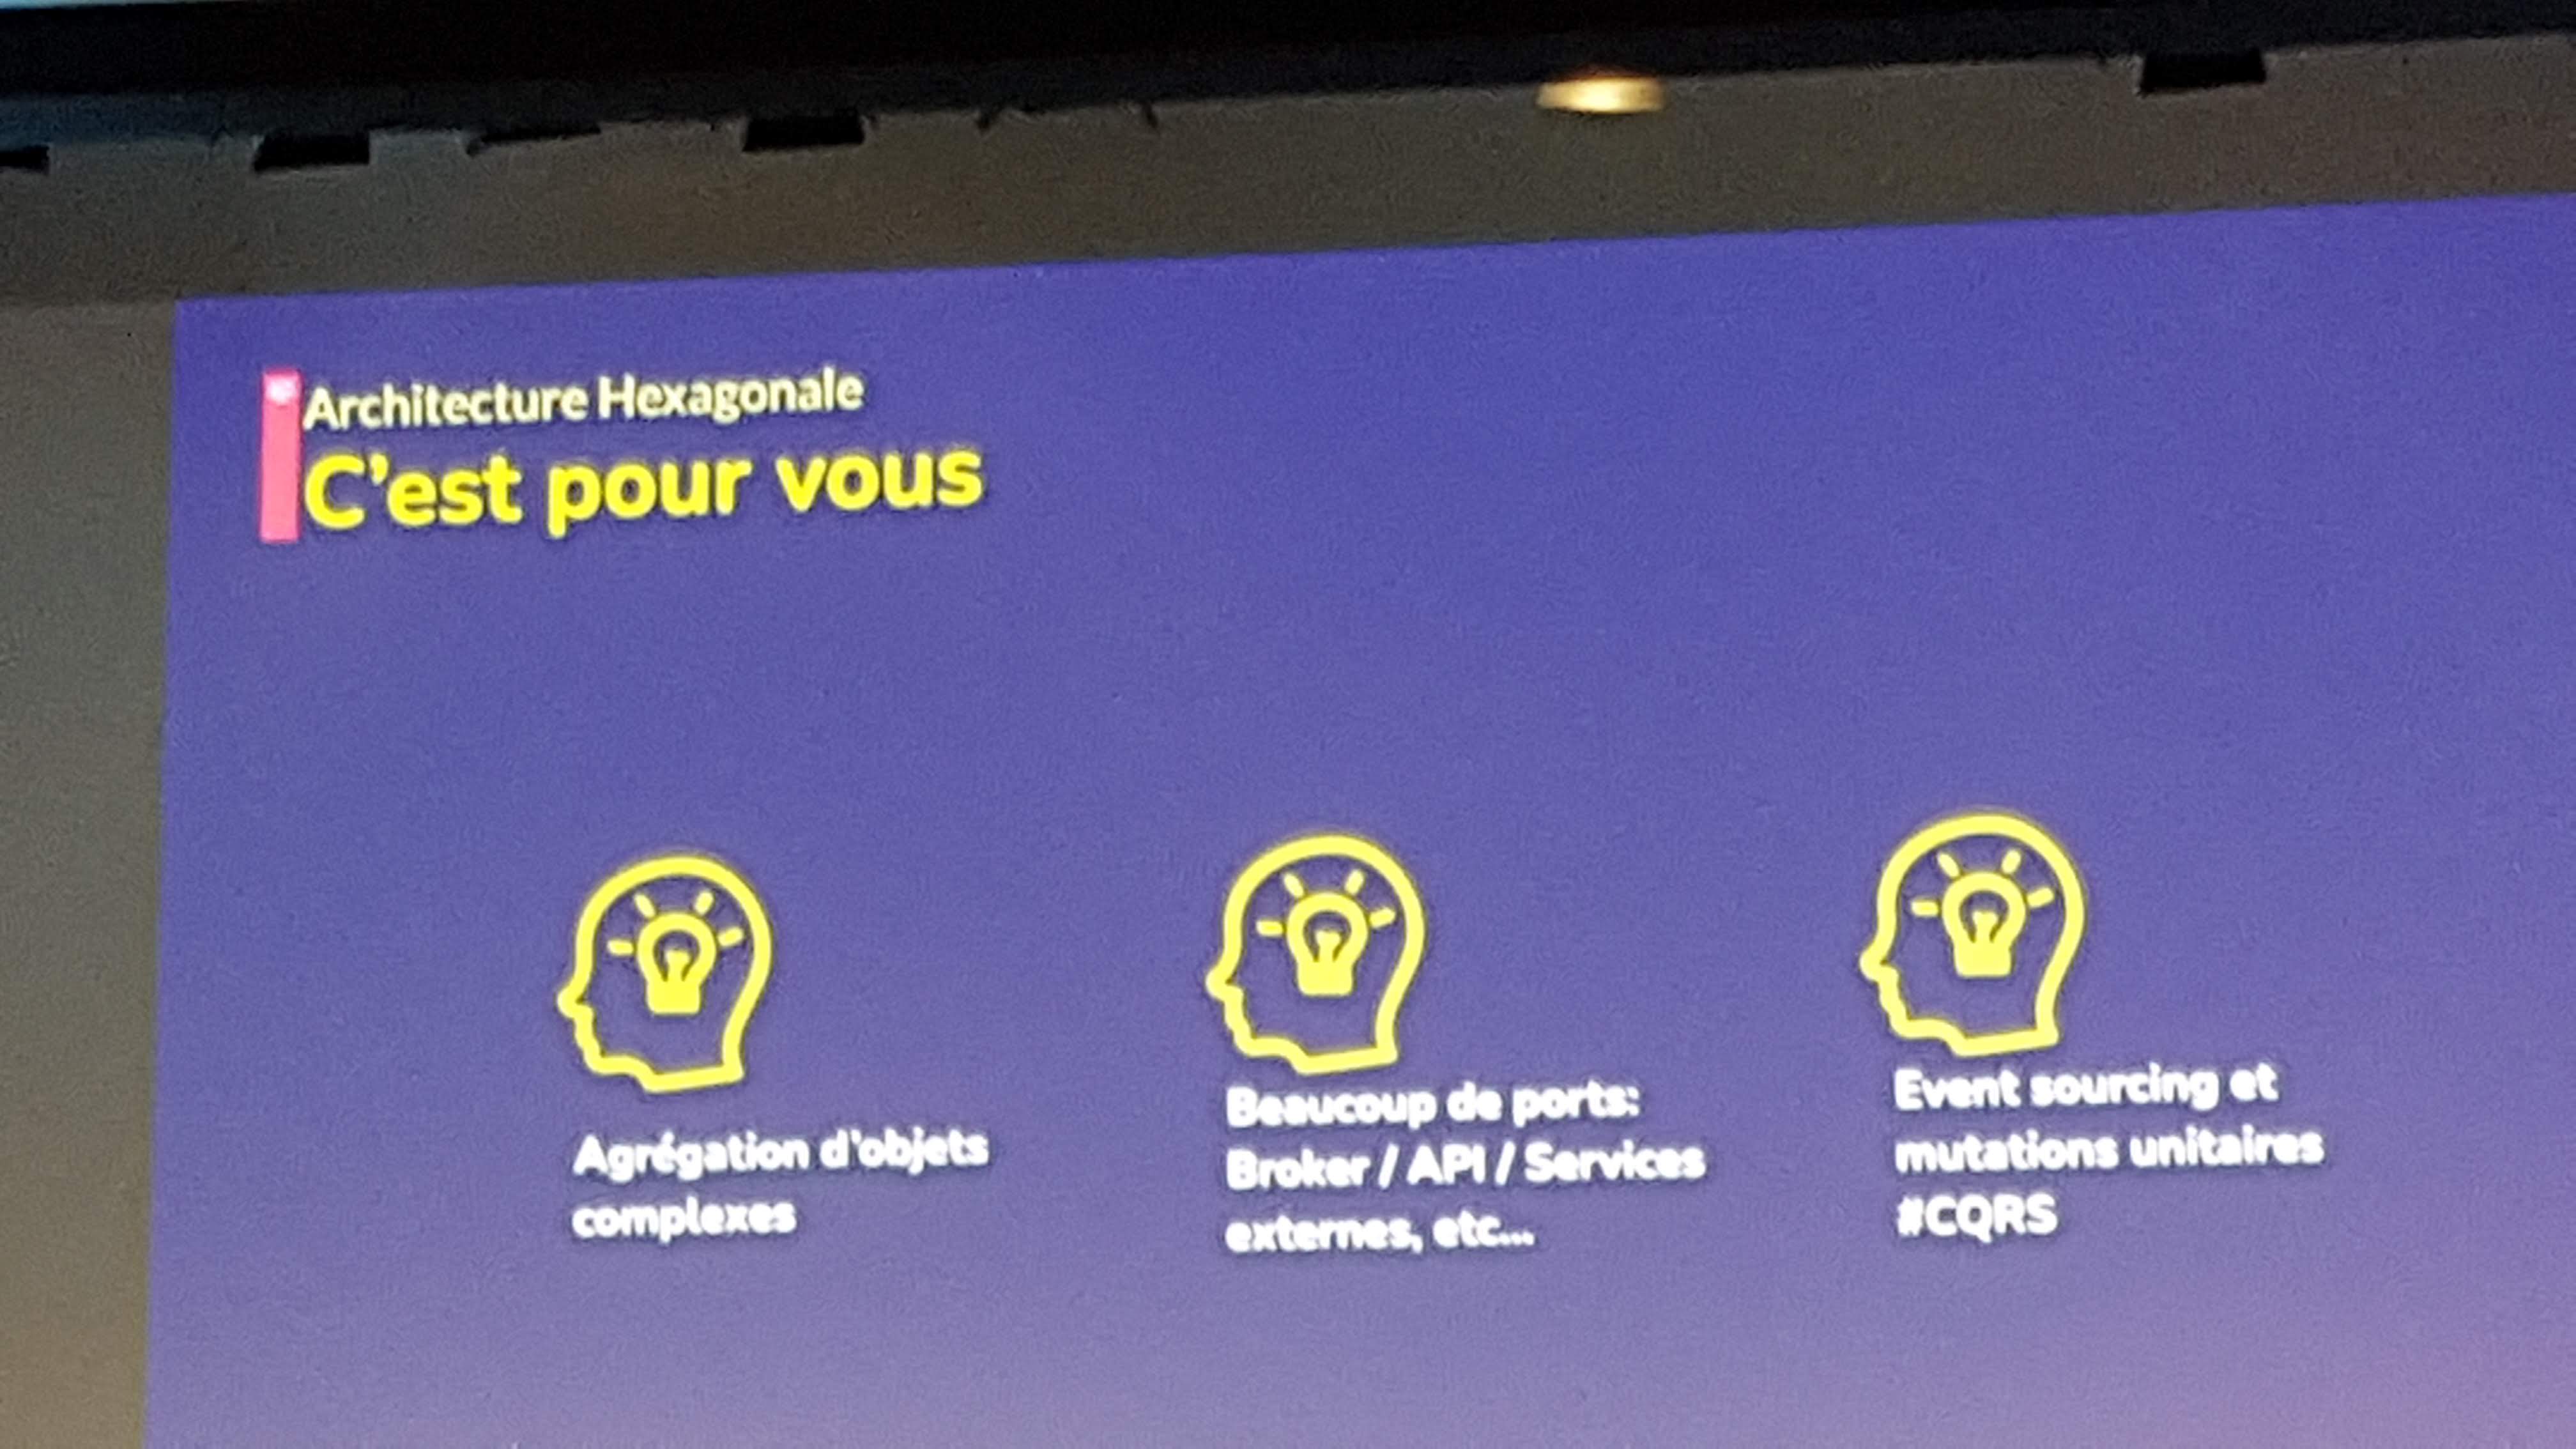 Architecture Hexagonale
C'est pour vous
Agrégation d'objets
complexes
Beaucoup de ports:
Broker / API / Services
externes, etc...
Event sourcing et
mutations unitaires
#CQRS